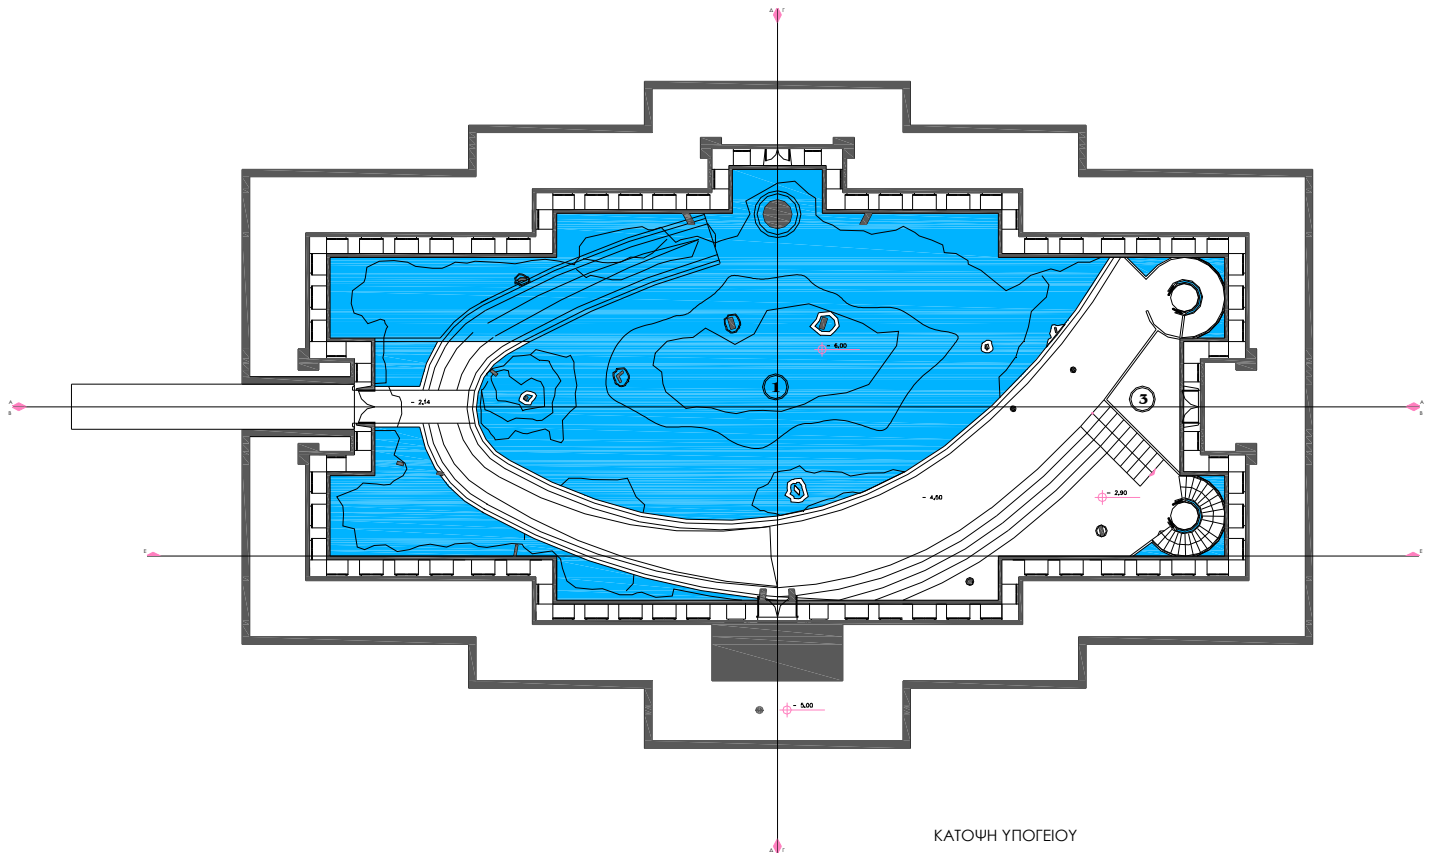 Δ Γ
- 6,00
1
3
Α
Β
- 2,14
Α
Β
- 4,60
- 2,90
Ε
Ε
- 5,00
ΚΑΤΟΨΗ ΥΠΟΓΕΙΟΥ
Δ Γ